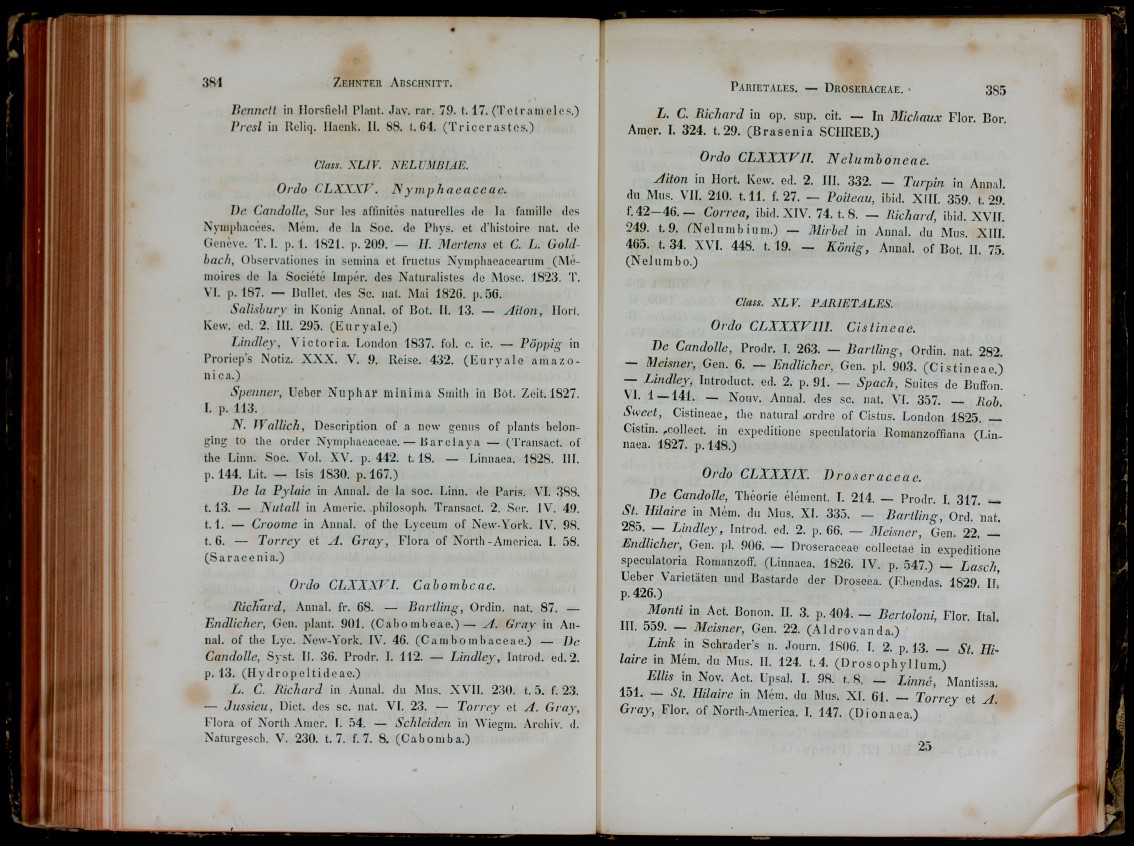 384
ZEHNTER ABSCHNITT.
Bennett in Horsfield Plant. Jav. rar. 79. t. 17. (Tetrameles.)
Presl in Reliq. Haenk. II. 88. t. 64. (Tricerastes.)
Class. XLIV. NELUMBIAE.
Ordo CLXXXV. Nymphaeaceae.
De Candolle, Sur les affinités naturelles de la famille des
Nymphacées. Mém. de la Soc. de Phys. et d'histoire nat. de
Genève. T. I. p. 1. 1821. p. 209. — H. Mertens et C. L. Gold-
bach, Observationes in semina et fructus Nymphaeacearum (Mé-
moires de la Société Impér. des Naturalistes de Mosc. 1823. T.
VI. p. 187. — Bullet. des Sc. nat. Mai 1826. p. 56.
Salisbury in Konig Annal. of Bot. II. 13. — Aiton, Hort.
Kew. ed. 2. III. 295. (Euryale.)
Lindley, Victoria. London 1837. fol. c. ic. — Pöppig in
Proriep's Notiz. XXX. V. 9. Reise. 432. (Euryale amazo-
nica.)
Spenner, Ueber Nuphar minima Smith in Bot. Zeit. 1827.
I. p. 113.
N. Wallich, Description of a new genus of plants belon-
ging to the order Nymphaeaceae. — Barclaya — (Transact. of
the Linn. Soc. Vol. XV. p. 442. t. 18. — Linnaea. 1828. III.
p. 144. Lit. — Isis 1830. p. 167.)
De la Pylaie in Annal. de la soc. Linn. de Paris. VI. 388.
t. 13. — Nutall in Americ. philosoph. Transact. 2. Ser. IV. 49.
t. 1. — Croome in Annal. of the Lyceum of New-York. IV. 98.
t. 6. — Torrey et A. Gray, Flora of North-America. I. 58.
(Saracenia.)
Ordo CLXXXVI. Cabombeae.
Richard, Annal. fr. 68. — Bartling, Ordin. nat. 87. —
Endlicher, Gen. plant. 901. (Cabombeae.) — A. Gray in An-
nal. of the Lyc. New-York. IV. 46. (Cambombaceae.) — De
Candolle, Syst. II. 36. Prodr. I. 112. — Lindley, Introd. ed. 2.
p. 13. (Hydropeltideae.)
L. C. Richard in Annal. du Mus. XVII. 230. t. 5. f. 23.
— Jussieu, Dict. des sc. nat. VI. 23. — Torrey et A. Gray,
Flora of North Amer. I. 54. — Schleiden in Wiegm. Archiv. d.
Naturgesch. V. 230. t. 7. f. 7. 8. (Cabomba.)
PARIETALES. — DROSERACEAE.
385
L. C. Richard in op. sup. cit. — In Michaux Flor. Bor.
Amer. I. 324. t. 29. (Brasenia SCHREB.)
Ordo CLXXXVII. Nelumboneae.
Aiton in Hort. Kew. ed. 2. III. 332. — Turpin in Annal.
du Mus. VII. 210. t. 11. f. 27. — Poiteau, ibid. XIII. 359. t. 29.
f. 42—46. — Correa, ibid. XIV. 74. t. 8. — Richard, ibid. XVII.
249. t. 9. (Nelumbium.) — Mirbel in Annal. du Mus. XIII.
465. t. 34. XVI. 448. t. 19. — König, Annal. of Bot. II. 75.
(Nelumbo.)
Class. XLV. PARIETALES.
Ordo CLXXXVIII. Cistineae.
De Candolle, Prodr. I. 263. — Bartling, Ordin. nat. 282.
— Meisner, Gen. 6. — Endlicher, Gen. pl. 903. (Cistineae.)
— Lindley, Introduct. ed. 2. p. 91. — Spach, Suites de Buffon.
VI. 1—141. — Nouv. Annal. des sc. nat. VI. 357. — Rob.
Sweet, Cistineae, the natural ordre of Cistus. London 1825. —
Cistin. collect. in expeditione speculatoria Romanzoffiana (Lin-
naea. 1827. p. 148.)
Ordo CLXXXIX. Droseraceae.
De Candolle, Théorie élément. I. 214. — Prodr. I. 317. —
St. Hilaire in Mém. du Mus. XI. 335. — Bartling, Ord. nat.
285. — Lindley, Introd. ed. 2. p. 66. — Meisner, Gen. 22. —
Endlicher, Gen. pl. 906. — Droseraceae collectae in expeditione
speculatoria Romanzoff. (Linnaea. 1826. IV. p. 547.) — Lasch,
Ueber Varietäten und Bastarde der Droseea. (Ebendas. 1829. II.
p. 426.)
Monti in Act. Bonon. II. 3. p. 404. — Bertoloni, Flor. Ital.
III. 559. — Meisner, Gen. 22. (Aldrovanda.)
Link in Schrader's n. Journ. 1806. I. 2. p. 13. — St. Hi-
laire in Mém. du Mus. II. 124. t. 4. (Drosophyllum.)
Ellis in Nov. Act. Upsal. I. 98. t. 8. — Linné, Mantissa.
151. — St. Hilaire in Mém. du Mus. XI. 61. — Torrey et A.
Gray, Flor. of North-America. I. 147. (Dionaea.)
25